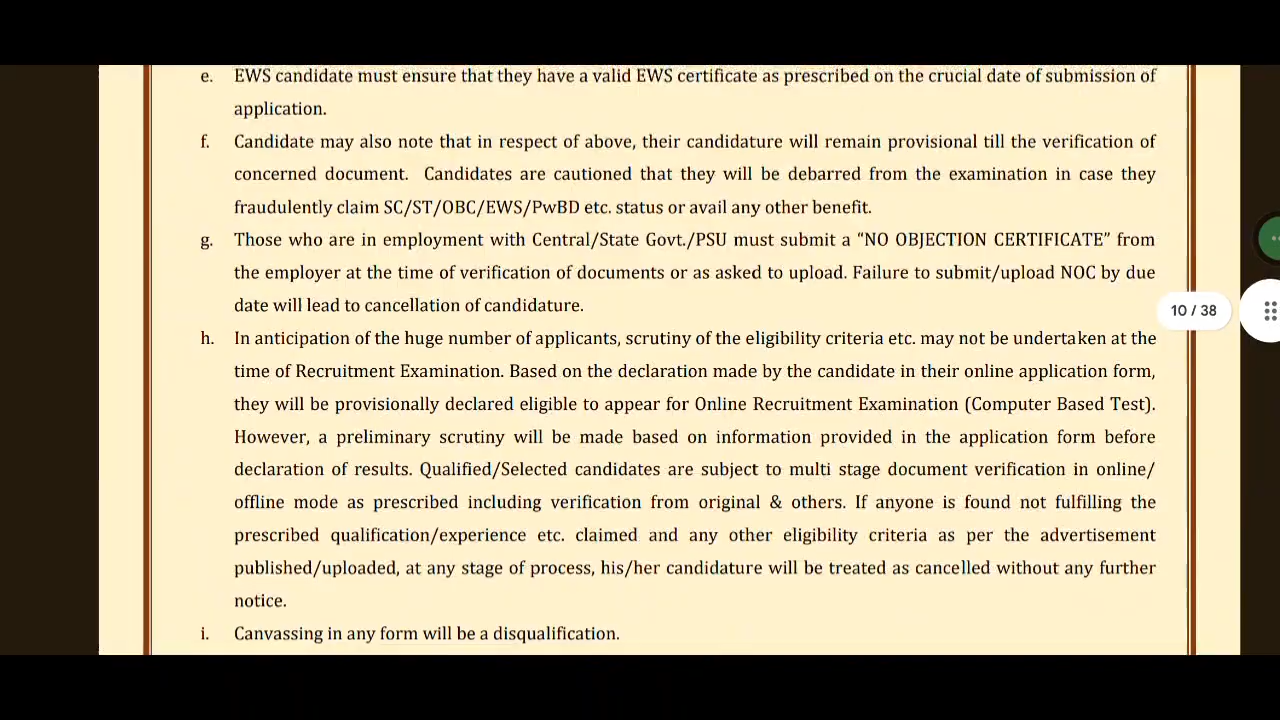 e. EWS candidate must ensure that they have a valid EWS certificate as prescribed on the crucial date of submission of
application.
f. Candidate may also note that in respect of above, their candidature will remain provisional till the verification of
concerned document. Candidates are cautioned that they will be debarred from the examination in case they
fraudulently claim SC/ST/OBC/EWS/PwBD etc. status or avail any other benefit.
g. Those who are in employment with Central/State Govt./PSU must submit a “NO OBJECTION CERTIFICATE” from
the employer at the time of verification of documents or as asked to upload. Failure to submit/upload NOC by due
date will lead to cancellation of candidature.
10 / 38
h. In anticipation of the huge number of applicants, scrutiny of the eligibility criteria etc. may not be undertaken at the
time of Recruitment Examination. Based on the declaration made by the candidate in their online application form,
they will be provisionally declared eligible to appear for Online Recruitment Examination (Computer Based Test).
However, a preliminary scrutiny will be made based on information provided in the application form before
declaration of results. Qualified/Selected candidates are subject to multi stage document verification in online/
offline mode as prescribed including verification from original & others. If anyone is found not fulfilling the
prescribed qualification/experience etc. claimed and any other eligibility criteria as per the advertisement
published/uploaded, at any stage of process, his/her candidature will be treated as cancelled without any further
notice.
i. Canvassing in any form will be a disqualification.